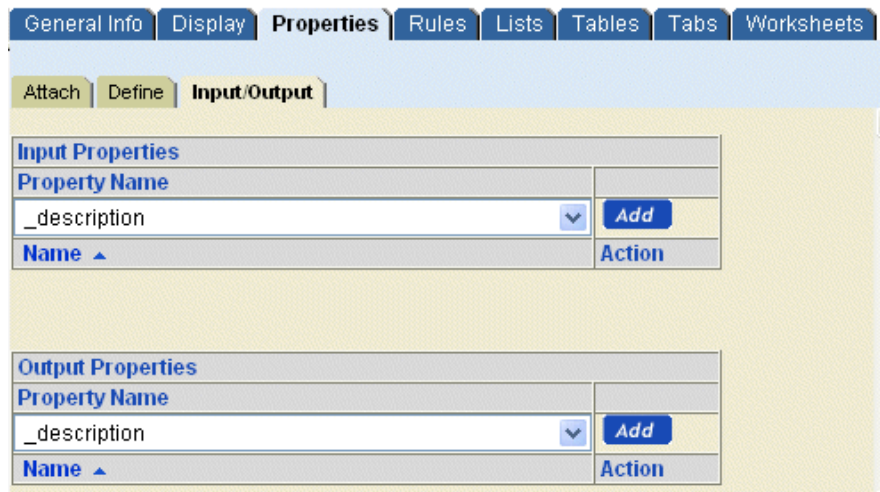 General Info Display Properties Rules Lists Tables Tabs Worksheets
Attach Define Input/Output
Input Properties
Property Name
_description Add
Name Action
Output Properties
Property Name
_description Add
Name Action